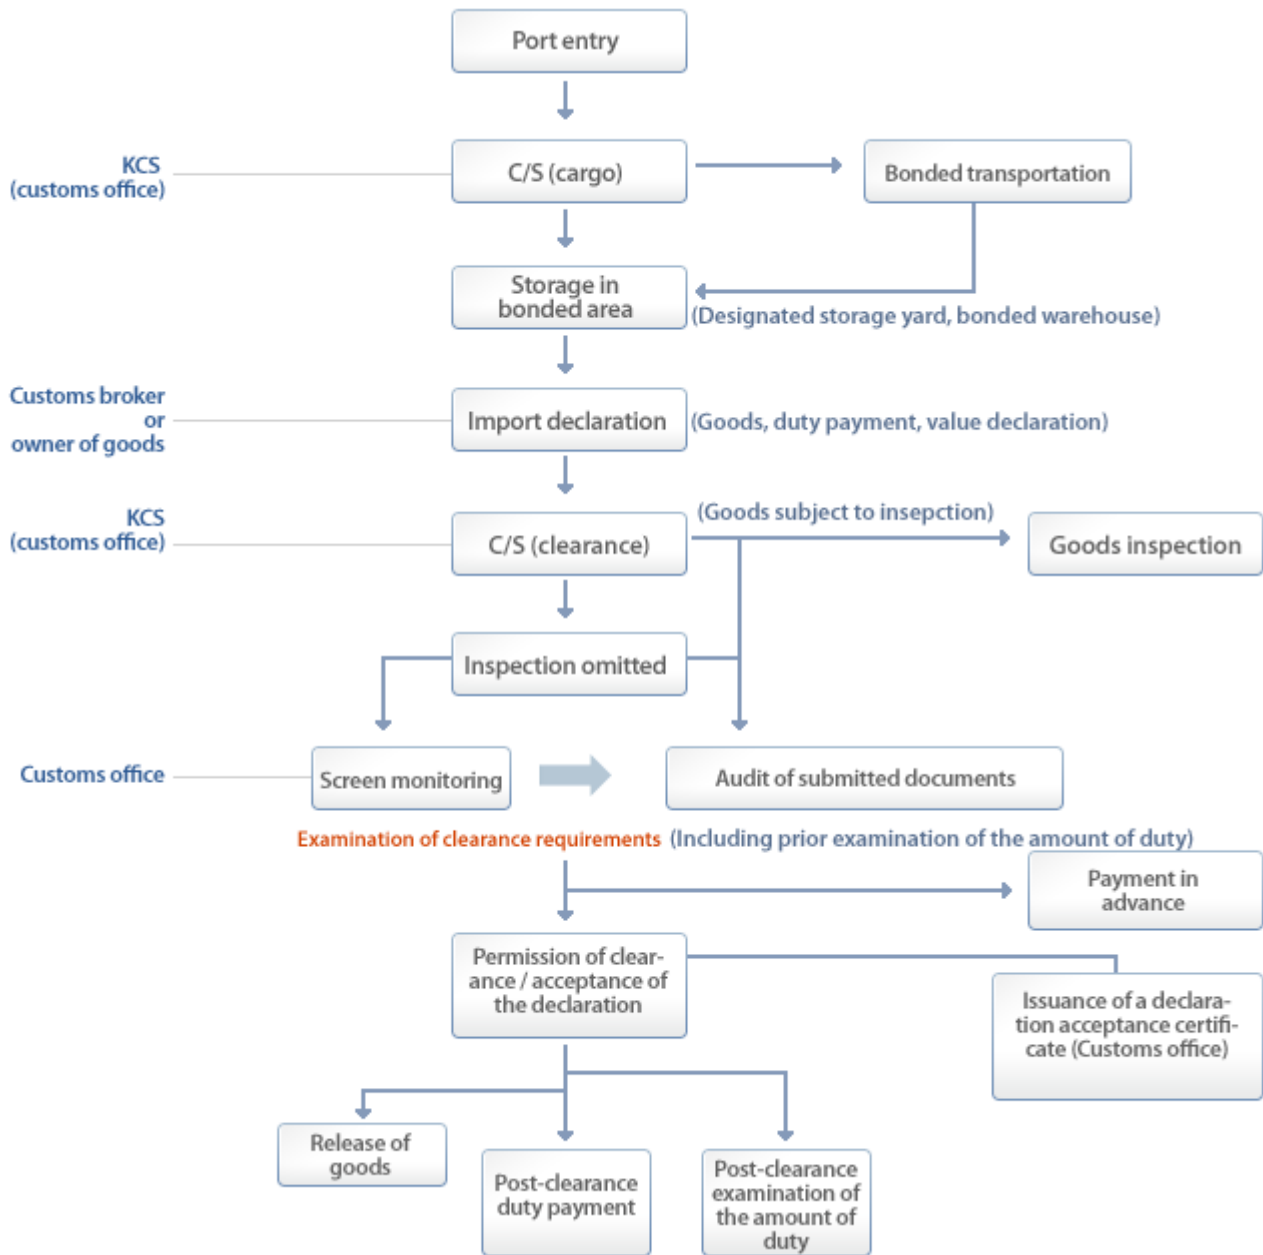 Port entry
KCS
(customs office)
C/S (cargo)
Bonded transportation
Storage in
bonded area
(Designated storage yard, bonded warehouse)
Customs broker
or
owner of goods
Import declaration
(Goods, duty payment, value declaration)
KCS
(customs office)
C/S (clearance)
(Goods subject to insepction)
Goods inspection
Inspection omitted
Customs office
Screen monitoring
Audit of submitted documents
Examination of clearance requirements (Including prior examination of the amount of duty)
Payment in
advance
Permission of clear-
ance / acceptance of
the declaration
Issuance of a declara-
tion acceptance certifi-
cate (Customs office)
Release of
goods
Post-clearance
duty payment
Post-clearance
examination of
the amount of
duty